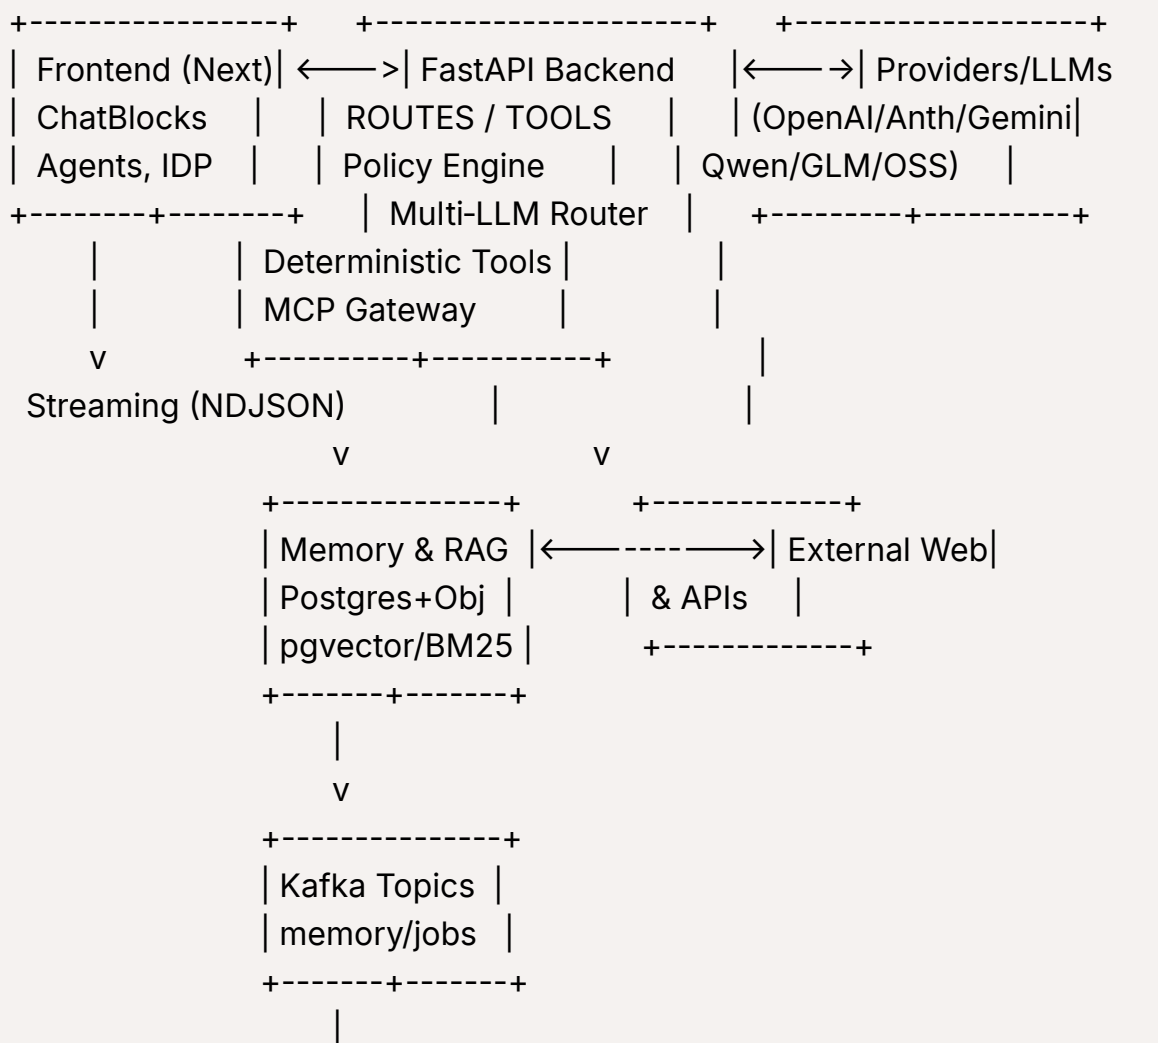 +-----------------+      +----------------------+      +--------------------+
|  Frontend (Next)| <---->| FastAPI Backend      |<---->| Providers/LLMs
|  ChatBlocks     |      |  ROUTES / TOOLS      |      | (OpenAI/Anth/Gemini|
|  Agents, IDP    |      |  Policy Engine       |      |  Qwen/GLM/OSS)     |
+--------+--------+      |  Multi-LLM Router    |      +---------+----------+
         |               |  Deterministic Tools |                |
         |               |  MCP Gateway         |                |
         v               +----------+-----------+                |
  Streaming (NDJSON)                |                            |
                                    v                            v
                            +---------------+             +-------------+
                            | Memory & RAG  |<----------->| External Web|
                            | Postgres+Obj  |             |  & APIs     |
                            | pgvector/BM25 |             +-------------+
                            +-------+-------+
                                    |
                                    v
                            +---------------+
                            | Kafka Topics  |
                            | memory/jobs   |
                            +-------+-------+
                                    |